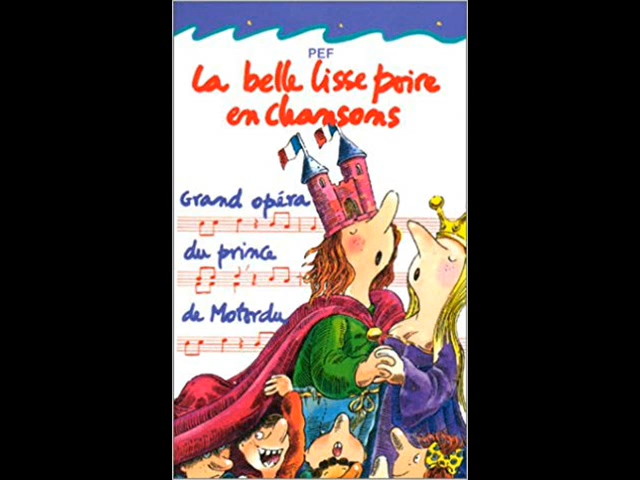 PEF
La belle lisse poire
en chansons
Grand opéra
du prince
de Motordu